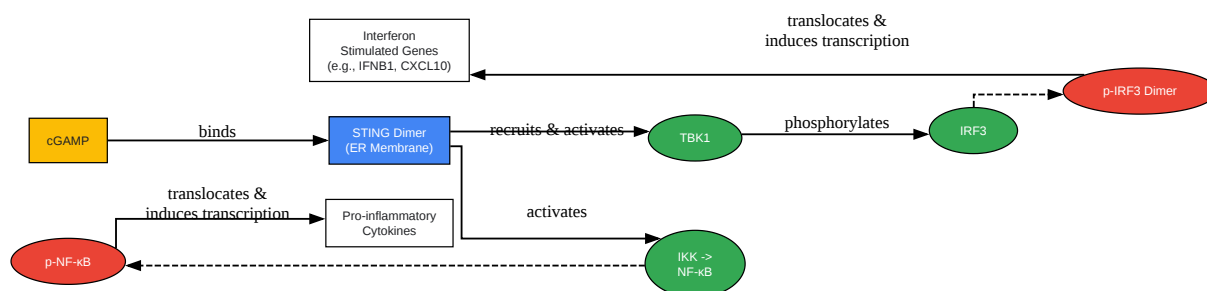 translocates &
induces transcription
Interferon
Stimulated Genes
(e.g., IFNB1, CXCL10)
p-IRF3 Dimer
cGAMP
binds
STING Dimer
(ER Membrane)
recruits & activates
TBK1
phosphorylates
IRF3
translocates &
induces transcription
Pro-inflammatory
Cytokines
activates
p-NF-κB
IKK ->
NF-κB